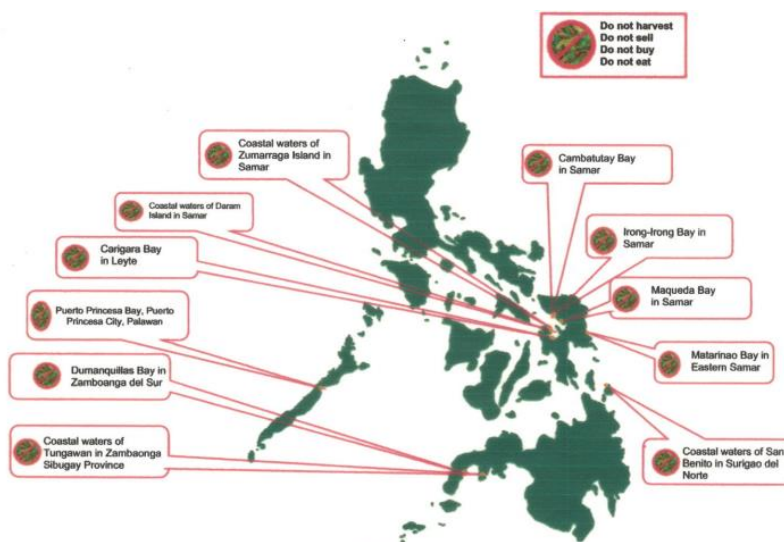 Do not harvest
Do not sell
Do not buy
Do not eat
Coastal waters of
Zumarraga Island in
Samar
Cambatutay Bay
in Samar
Coastal waters of Daram
Island in Samar
Irong-Irong Bay in
Samar
Carigara Bay
in Leyte
Maqueda Bay
in Samar
Puerto Princesa Bay, Puerto
Princesa City, Palawan
Matarinao Bay in
Eastern Samar
Dumanquillas Bay in
Zamboanga del Sur
Coastal waters of
Tungawan in Zambaonga
Sibugay Province
Coastal waters of San
Benito in Surigao del
Norte